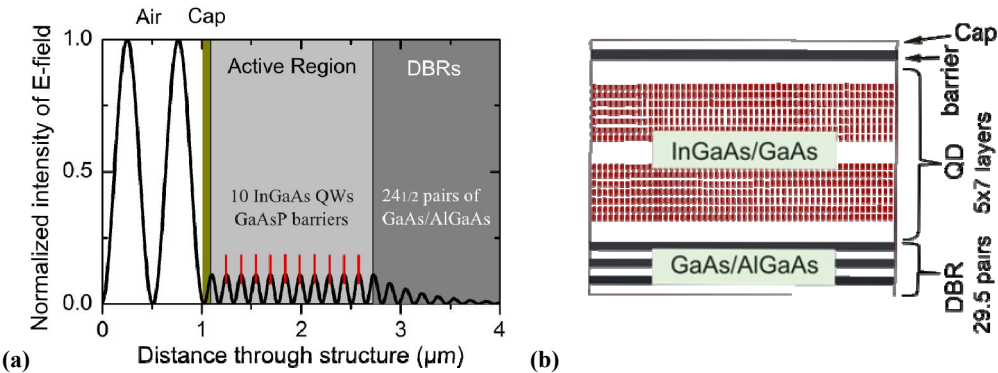 Air Cap
Normalized intensity of E-field
1.0
0.5
0.0
Active Region
DBRs
10 InGaAs QWs
GaAsP barriers
24 1/2 pairs of
GaAs/AlGaAs
0 1 2 3 4
Distance through structure (μm)
(a)
Cap
barrier
InGaAs/GaAs
QD
5x7 layers
GaAs/AlGaAs
DBR
29.5 pairs
(b)